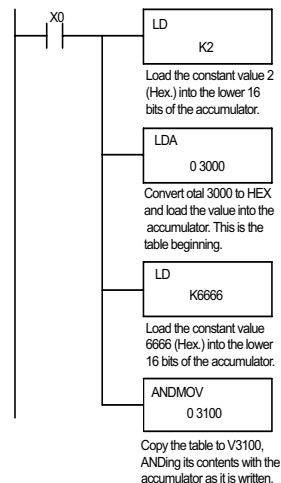 X0
LD
K2
Load the constant value 2
(Hex.) into the lower 16
bits of the accumulator.
LDA
0 3000
Convert otal 3000 to HEX
and load the value into the
accumulator. This is the
table beginning.
LD
K6666
Load the constant value
6666 (Hex.) into the lower
16 bits of the accumulator.
ANDMOV
0 3100
Copy the table to V3100,
ANDing its contents with the
accumulator as it is written.